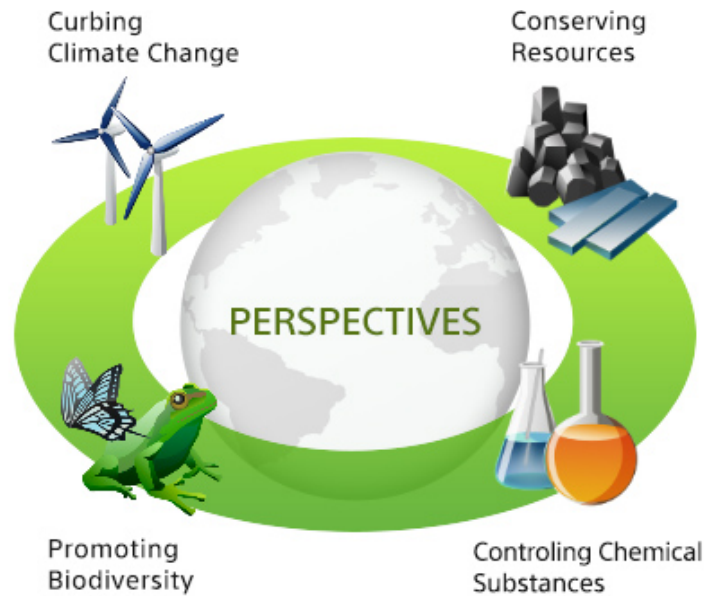 Curbing
Climate Change
Conserving
Resources
PERSPECTIVES
Promoting
Biodiversity
Controling Chemical
Substances